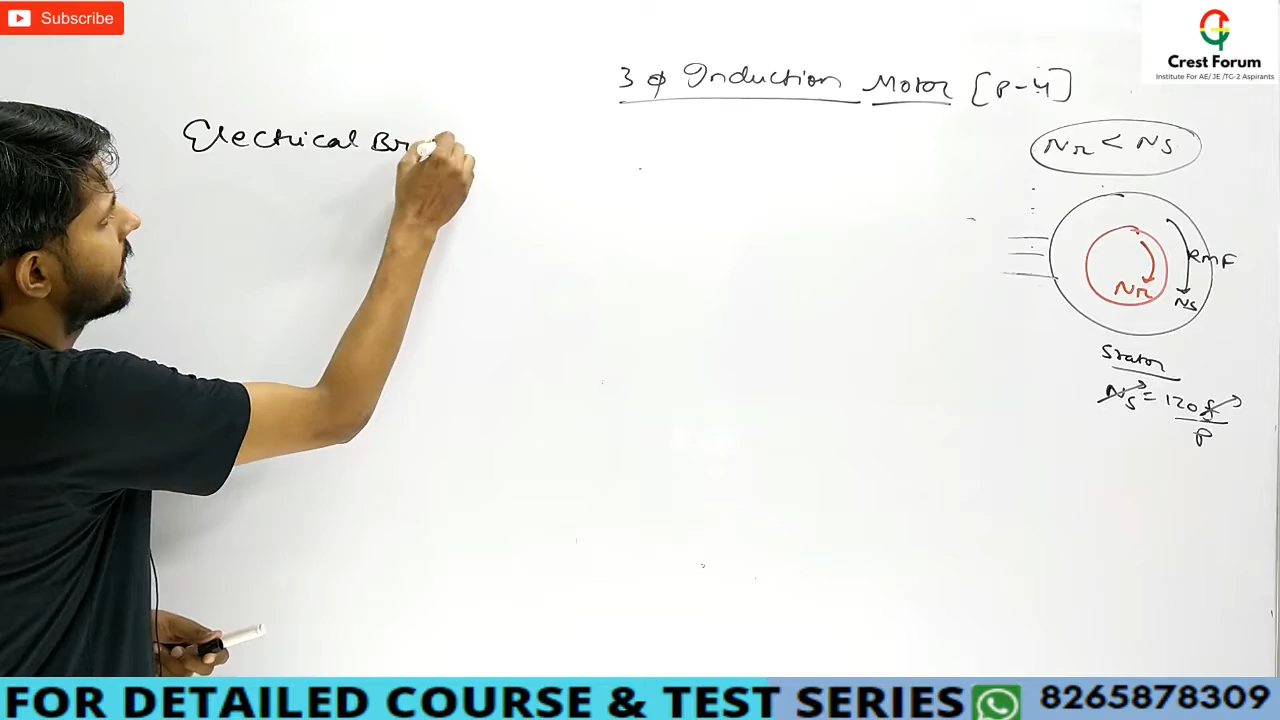 Subscribe
Crest Forum
Institute For AE/ JE /TG-2 Aspirants
3 φ Induction Motor [P-4]
Electrical Br
Nr < Ns
RMF
Nr
Ns
Stator
Ns = 120 f
P
FOR DETAILED COURSE & TEST SERIES 8265878309